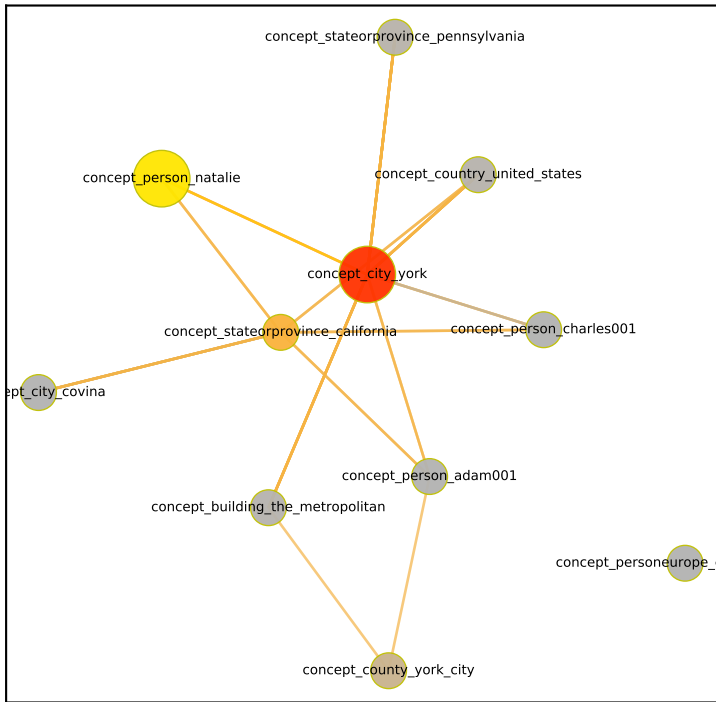 concept_stateorprovince_pennsylvania
concept_country_united_states
concept_person_natalie
concept_city_york
concept_stateorprovince_california
concept_person_charles001
ept_city_covina
concept_person_adam001
concept_building_the_metropolitan
concept_personeurope_
concept_county_york_city